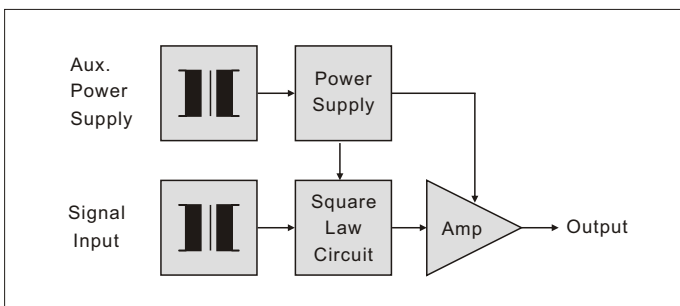 Aux.
Power
Supply
Power
Supply
Signal
Input
Square
Law
Circuit
Amp
Output